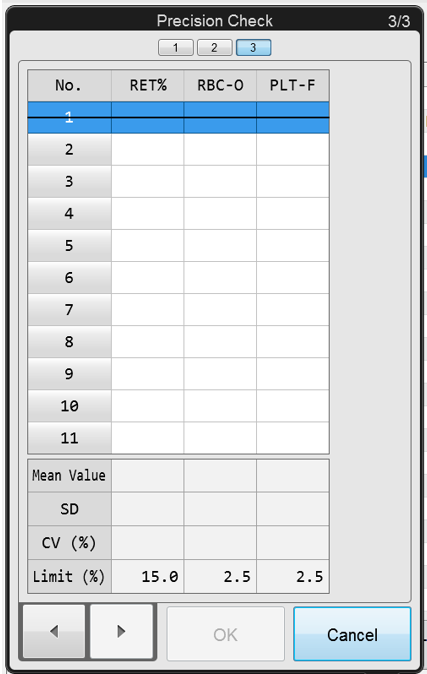 Precision Check 3/3
1 2 3
No. RET% RBC-O PLT-F
1
2
3
4
5
6
7
8
9
10
11
Mean Value
SD
CV (%)
Limit (%) 15.0 2.5 2.5
OK Cancel